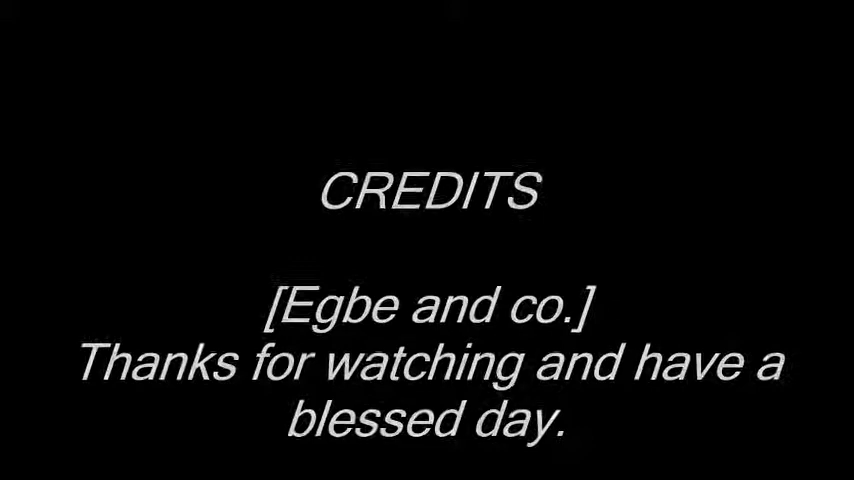 CREDITS
[Egbe and co.]
Thanks for watching and have a
blessed day.